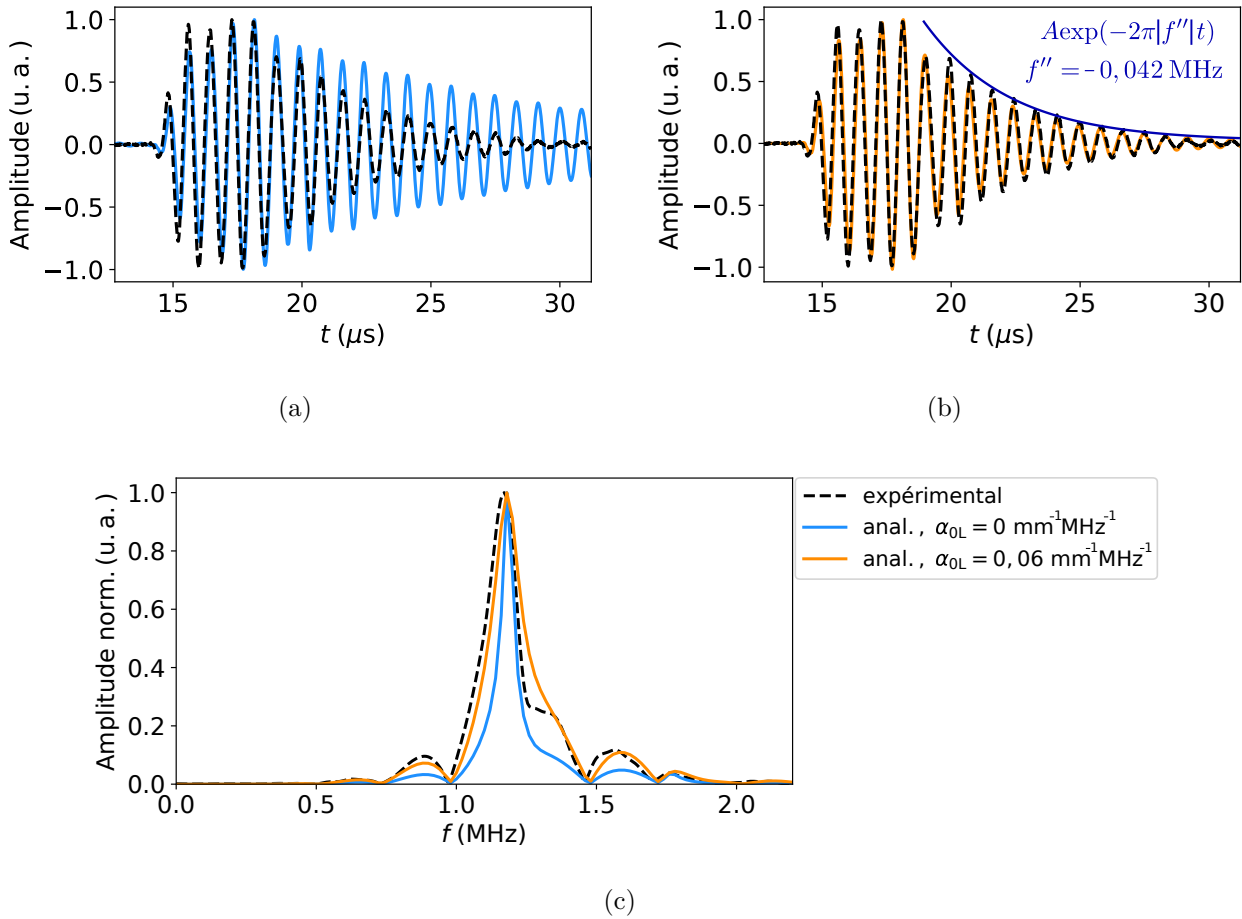 Amplitude (u. a. )
1.0
0.5
0.0
−0.5
−1.0
15 20 25 30
t (μs)
(a)
Amplitude (u. a. )
1.0
0.5
0.0
−0.5
−1.0
Aexp(−2π|f''|t)
f'' = -0, 042 MHz
15 20 25 30
t (μs)
(b)
Amplitude norm. (u. a. )
1.0
0.8
0.6
0.4
0.2
0.0
0.0 0.5 1.0 1.5 2.0
f (MHz)
expérimental
anal. , α₀L = 0 mm⁻¹MHz⁻¹
anal. , α₀L = 0, 06 mm⁻¹MHz⁻¹
(c)